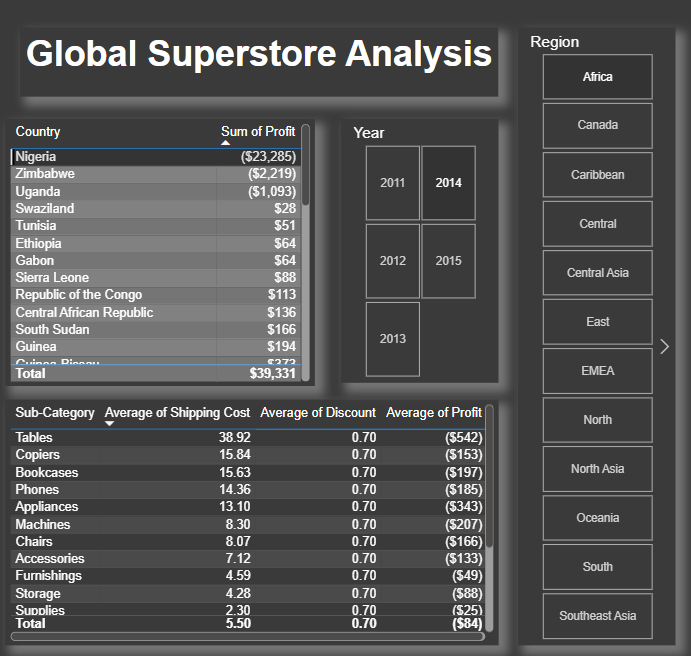 Global Superstore Analysis
Country Sum of Profit
Nigeria ($23,285)
Zimbabwe ($2,219)
Uganda ($1,093)
Swaziland $28
Tunisia $51
Ethiopia $64
Gabon $64
Sierra Leone $88
Republic of the Congo $113
Central African Republic $136
South Sudan $166
Guinea $194
Guinea-Bissau $273
Total $39,331
Year
2011 2014
2012 2015
2013
Region
Africa
Canada
Caribbean
Central
Central Asia
East
EMEA
North
North Asia
Oceania
South
Southeast Asia
Sub-Category Average of Shipping Cost Average of Discount Average of Profit
Tables 38.92 0.70 ($542)
Copiers 15.84 0.70 ($153)
Bookcases 15.63 0.70 ($197)
Phones 14.36 0.70 ($185)
Appliances 13.10 0.70 ($343)
Machines 8.30 0.70 ($207)
Chairs 8.07 0.70 ($166)
Accessories 7.12 0.70 ($133)
Furnishings 4.59 0.70 ($49)
Storage 4.28 0.70 ($88)
Supplies 2.30 0.70 ($25)
Total 5.50 0.70 ($84)